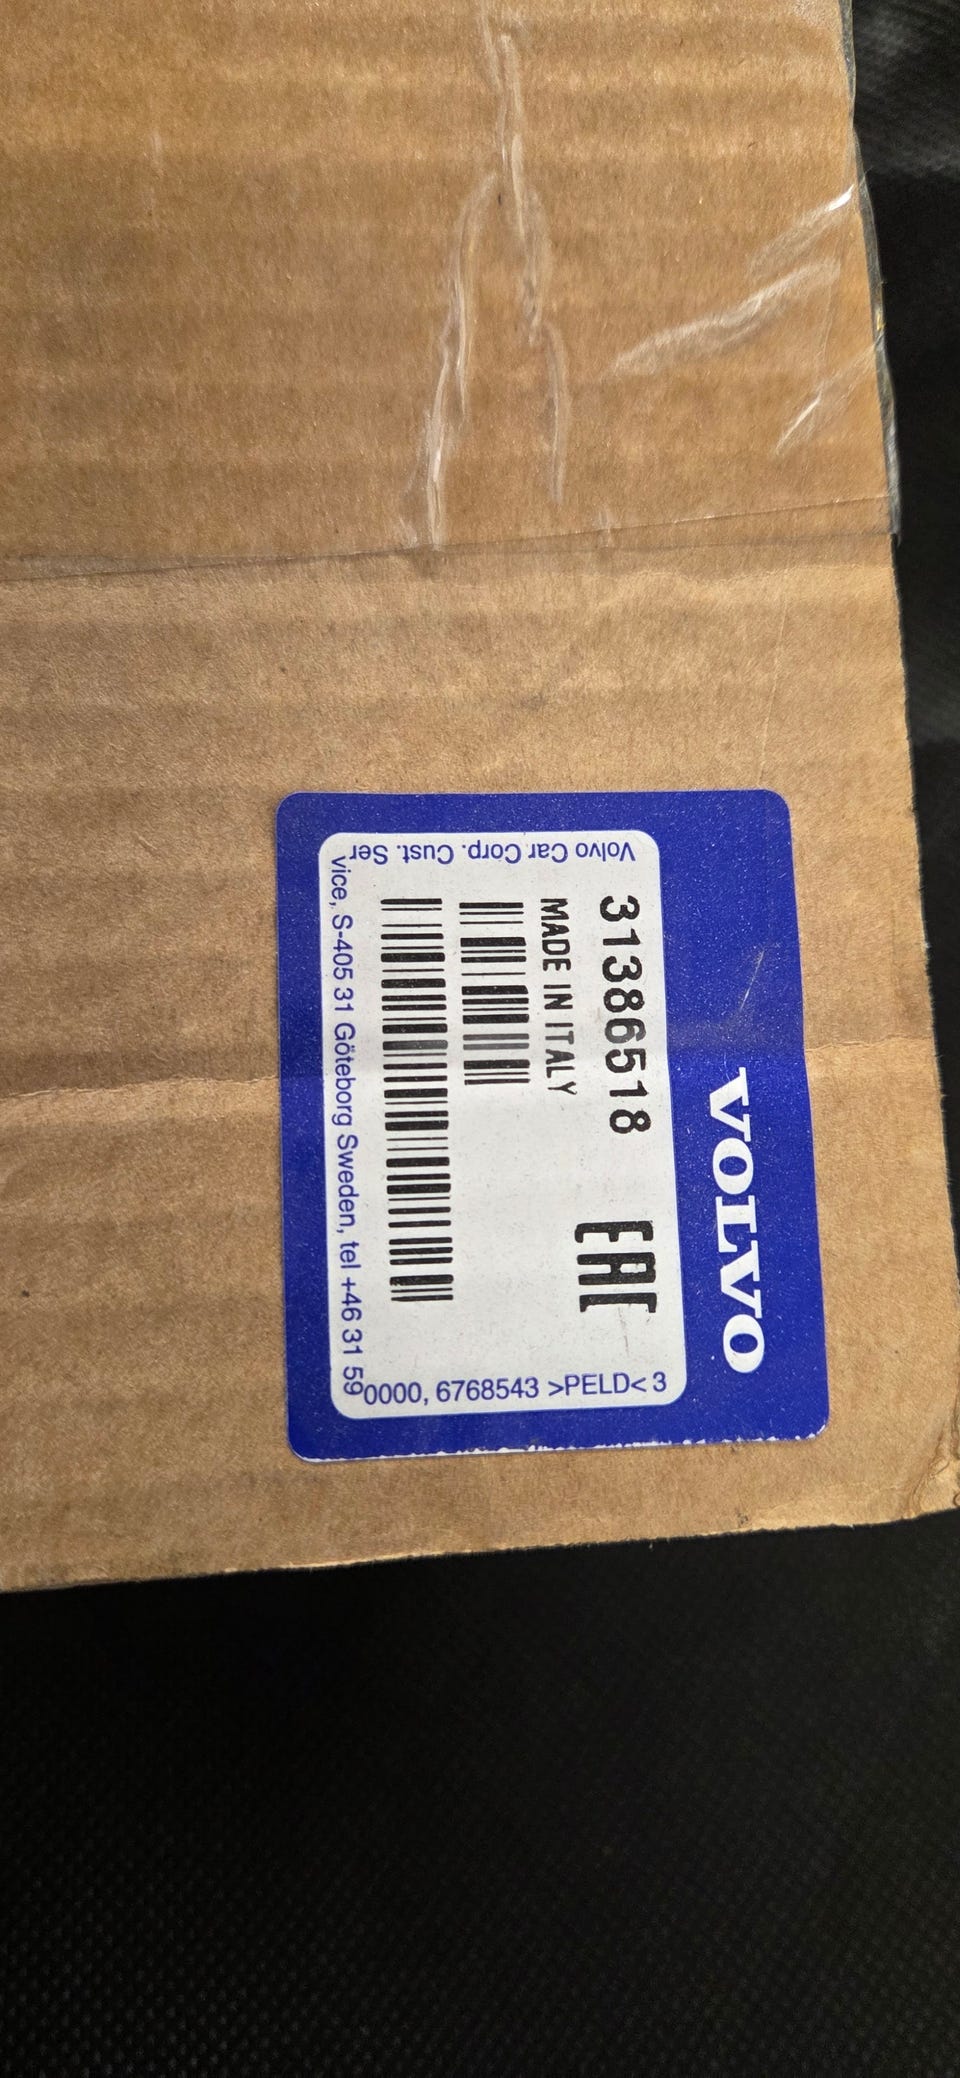 VOLVO
31386518
EAC
MADE IN ITALY
Volvo Car Corp. Cust. Ser
vice, S-405 31 Göteborg Sweden, tel +46 31 59
0000, 6768543 >PELD< 3